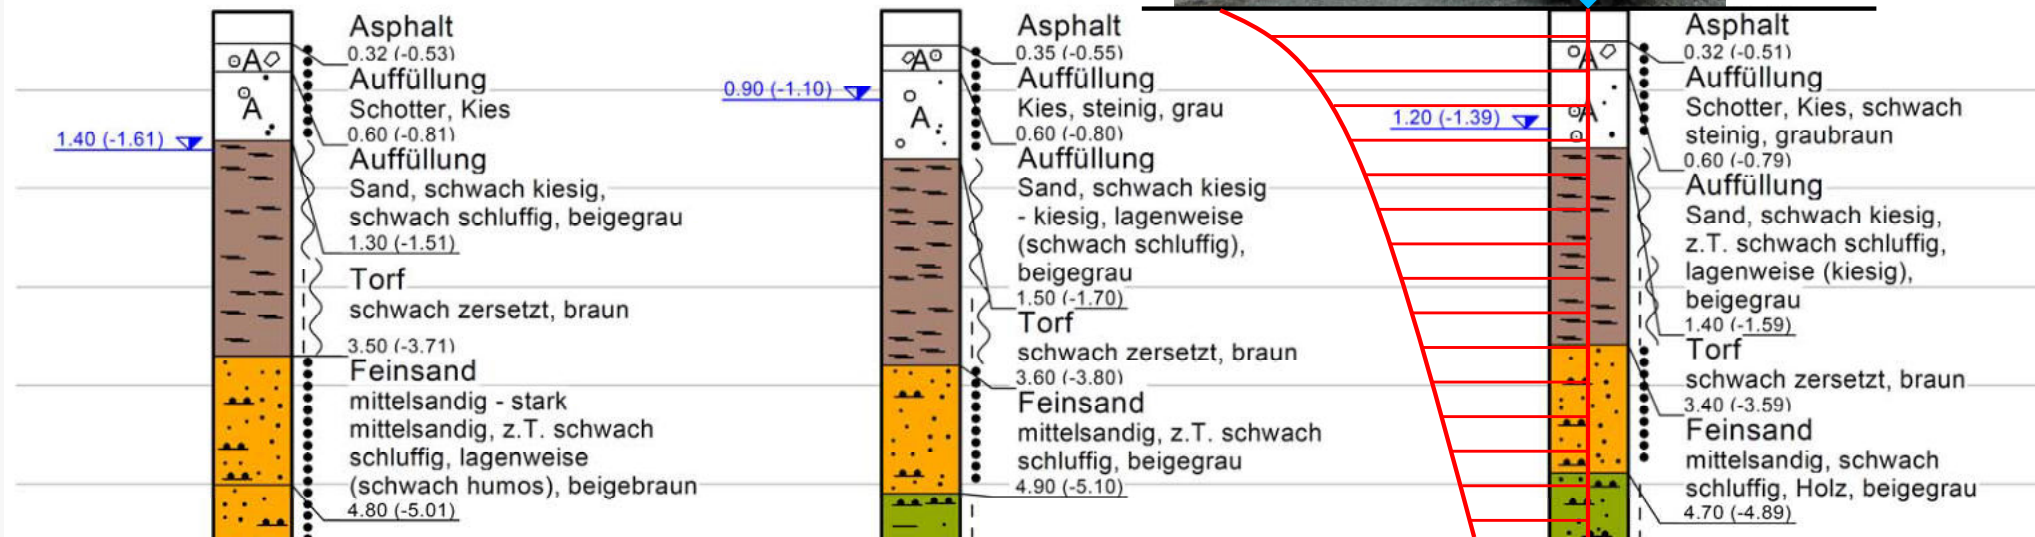 Asphalt
0.32 (-0.53)
A
Auffüllung
Schotter, Kies
0.60 (-0.81)
A
1.40 (-1.61)
Auffüllung
Sand, schwach kiesig,
schwach schluffig, beigegrau
1.30 (-1.51)
Torf
schwach zersetzt, braun
3.50 (-3.71)
Feinsand
mittelsandig - stark
mittelsandig, z.T. schwach
schluffig, lagenweise
(schwach humos), beigebraun
4.80 (-5.01)
Asphalt
0.35 (-0.55)
A
Auffüllung
Kies, steinig, grau
0.60 (-0.80)
A
0.90 (-1.10)
Auffüllung
Sand, schwach kiesig
- kiesig, lagenweise
(schwach schluffig),
beigegrau
1.50 (-1.70)
Torf
schwach zersetzt, braun
3.60 (-3.80)
Feinsand
mittelsandig, z.T. schwach
schluffig, beigegrau
4.90 (-5.10)
Asphalt
0.32 (-0.51)
A
Auffüllung
Schotter, Kies, schwach
steinig, graubraun
0.60 (-0.79)
A
1.20 (-1.39)
Auffüllung
Sand, schwach kiesig,
z.T. schwach schluffig,
lagenweise (kiesig),
beigegrau
1.40 (-1.59)
Torf
schwach zersetzt, braun
3.40 (-3.59)
Feinsand
mittelsandig, schwach
schluffig, Holz, beigegrau
4.70 (-4.89)